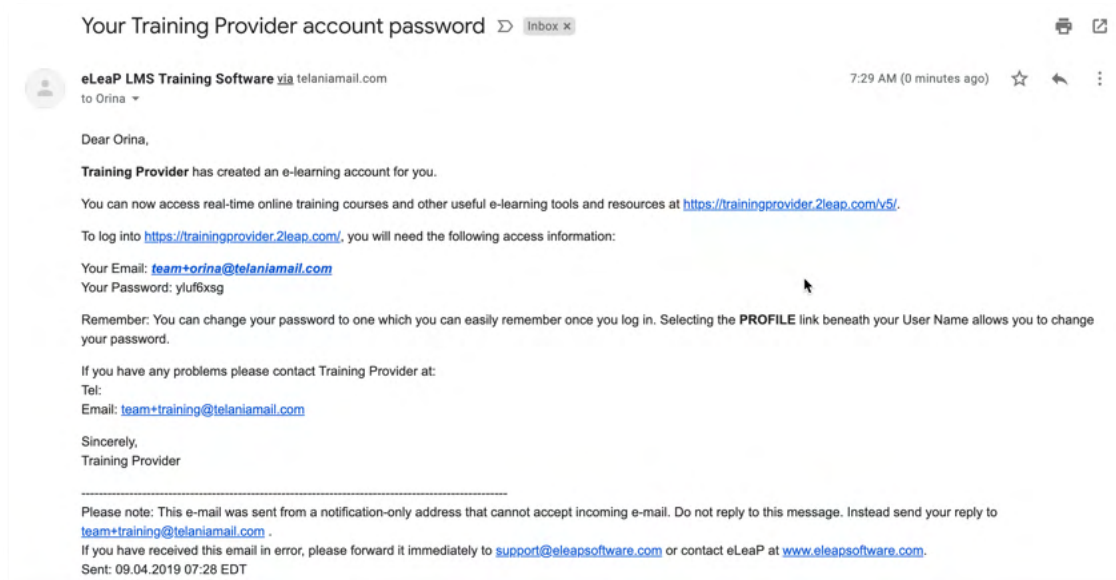 Your Training Provider account password Inbox ×
eLeaP LMS Training Software via telaniamail.com 7:29 AM (0 minutes ago)
to Orina
Dear Orina,
Training Provider has created an e-learning account for you.
You can now access real-time online training courses and other useful e-learning tools and resources at https://trainingprovider.2leap.com/v5/.
To log into https://trainingprovider.2leap.com/, you will need the following access information:
Your Email: team+orina@telaniamail.com
Your Password: yluf6xsg
Remember: You can change your password to one which you can easily remember once you log in. Selecting the PROFILE link beneath your User Name allows you to change
your password.
If you have any problems please contact Training Provider at:
Tel:
Email: team+training@telaniamail.com
Sincerely,
Training Provider
--------------------------------------------------------------------------------------------------------
Please note: This e-mail was sent from a notification-only address that cannot accept incoming e-mail. Do not reply to this message. Instead send your reply to
team+training@telaniamail.com .
If you have received this email in error, please forward it immediately to support@eleapsoftware.com or contact eLeaP at www.eleapsoftware.com.
Sent: 09.04.2019 07:28 EDT